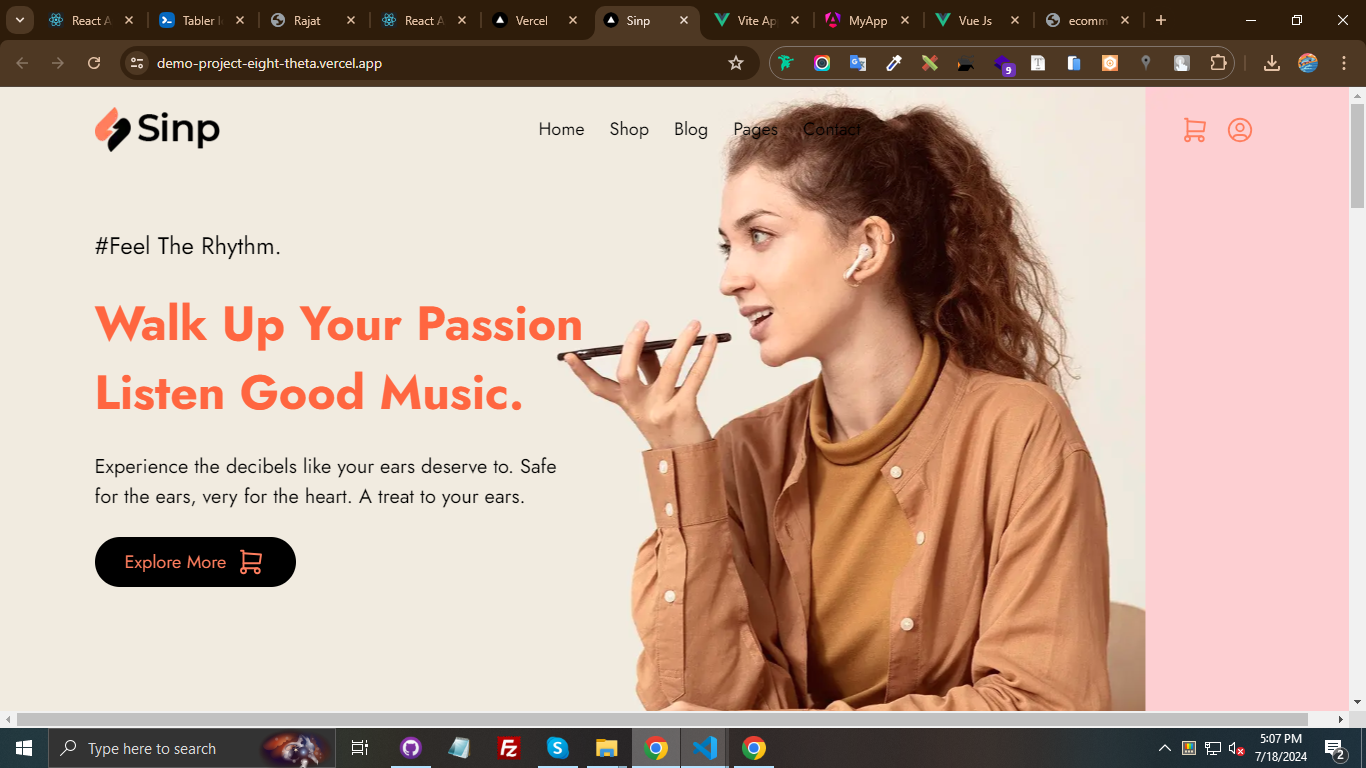 React A
Tabler I
Rajat
React A
Vercel
Sinp
Vite Ap
MyApp
Vue Js
ecomm
demo-project-eight-theta.vercel.app
9
Sinp
Home Shop Blog Pages Contact
#Feel The Rhythm.
Walk Up Your Passion
Listen Good Music.
Experience the decibels like your ears deserve to. Safe
for the ears, very for the heart. A treat to your ears.
Explore More
Type here to search
5:07 PM
7/18/2024
2